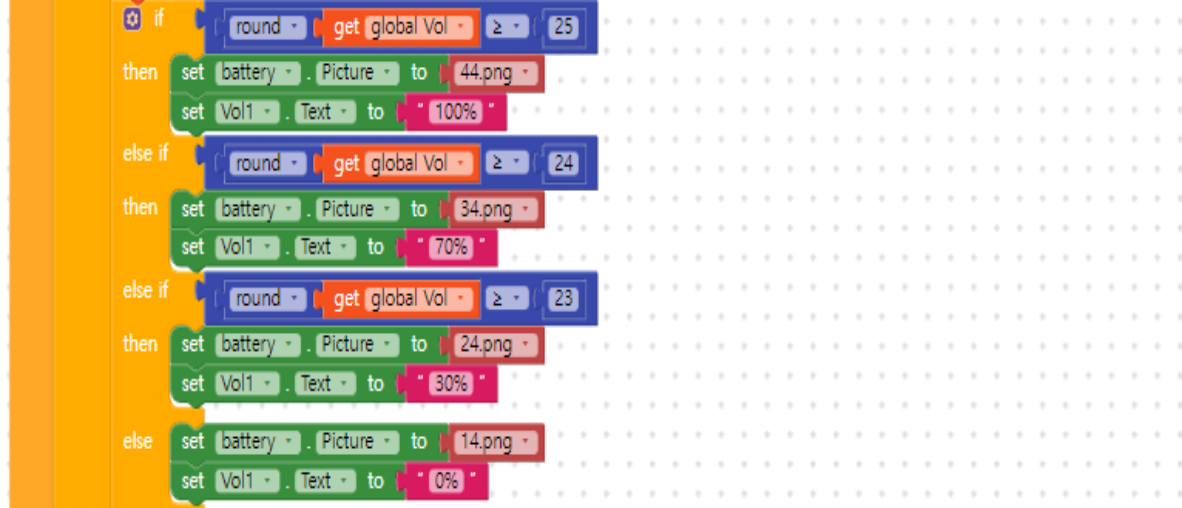 if round get global Vol ≥ 25
then set battery . Picture to 44.png
set Vol1 . Text to " 100% "
else if round get global Vol ≥ 24
then set battery . Picture to 34.png
set Vol1 . Text to " 70% "
else if round get global Vol ≥ 23
then set battery . Picture to 24.png
set Vol1 . Text to " 30% "
else set battery . Picture to 14.png
set Vol1 . Text to " 0% "